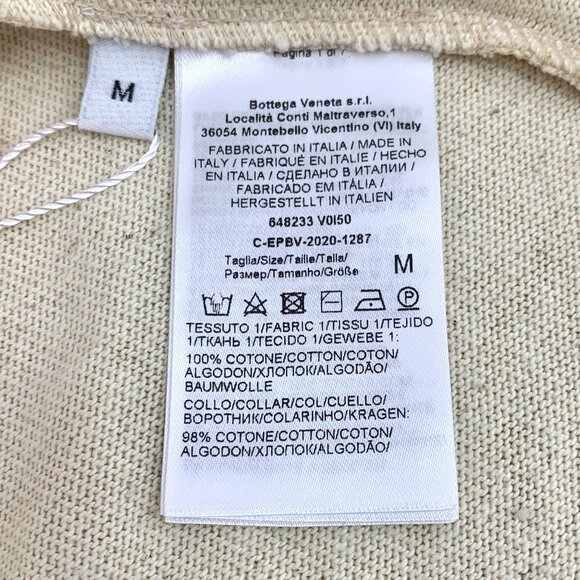 M
Pagina 1 di 7
Bottega Veneta s.r.l.
Località Conti Maltraverso,1
36054 Montebello Vicentino (VI) Italy
FABBRICATO IN ITALIA / MADE IN
ITALY / FABRIQUÉ EN ITALIE / HECHO
EN ITALIA / СДЕЛАНО В ИТАЛИИ /
FABRICADO EM ITÁLIA /
HERGESTELLT IN ITALIEN
648233 V0I50
C-EPBV-2020-1287
Taglia/Size/Taille/Talla/
Размер/Tamanho/Größe M
P
TESSUTO 1/FABRIC 1/TISSU 1/TEJIDO
1/ТКАНЬ 1/TECIDO 1/GEWEBE 1:
100% COTONE/COTTON/COTON/
ALGODON/ХЛОПОК/ALGODÃO/
BAUMWOLLE
COLLO/COLLAR/COL/CUELLO/
ВОРОТНИК/COLARINHO/KRAGEN:
98% COTONE/COTTON/COTON/
ALGODON/ХЛОПОК/ALGODÃO/